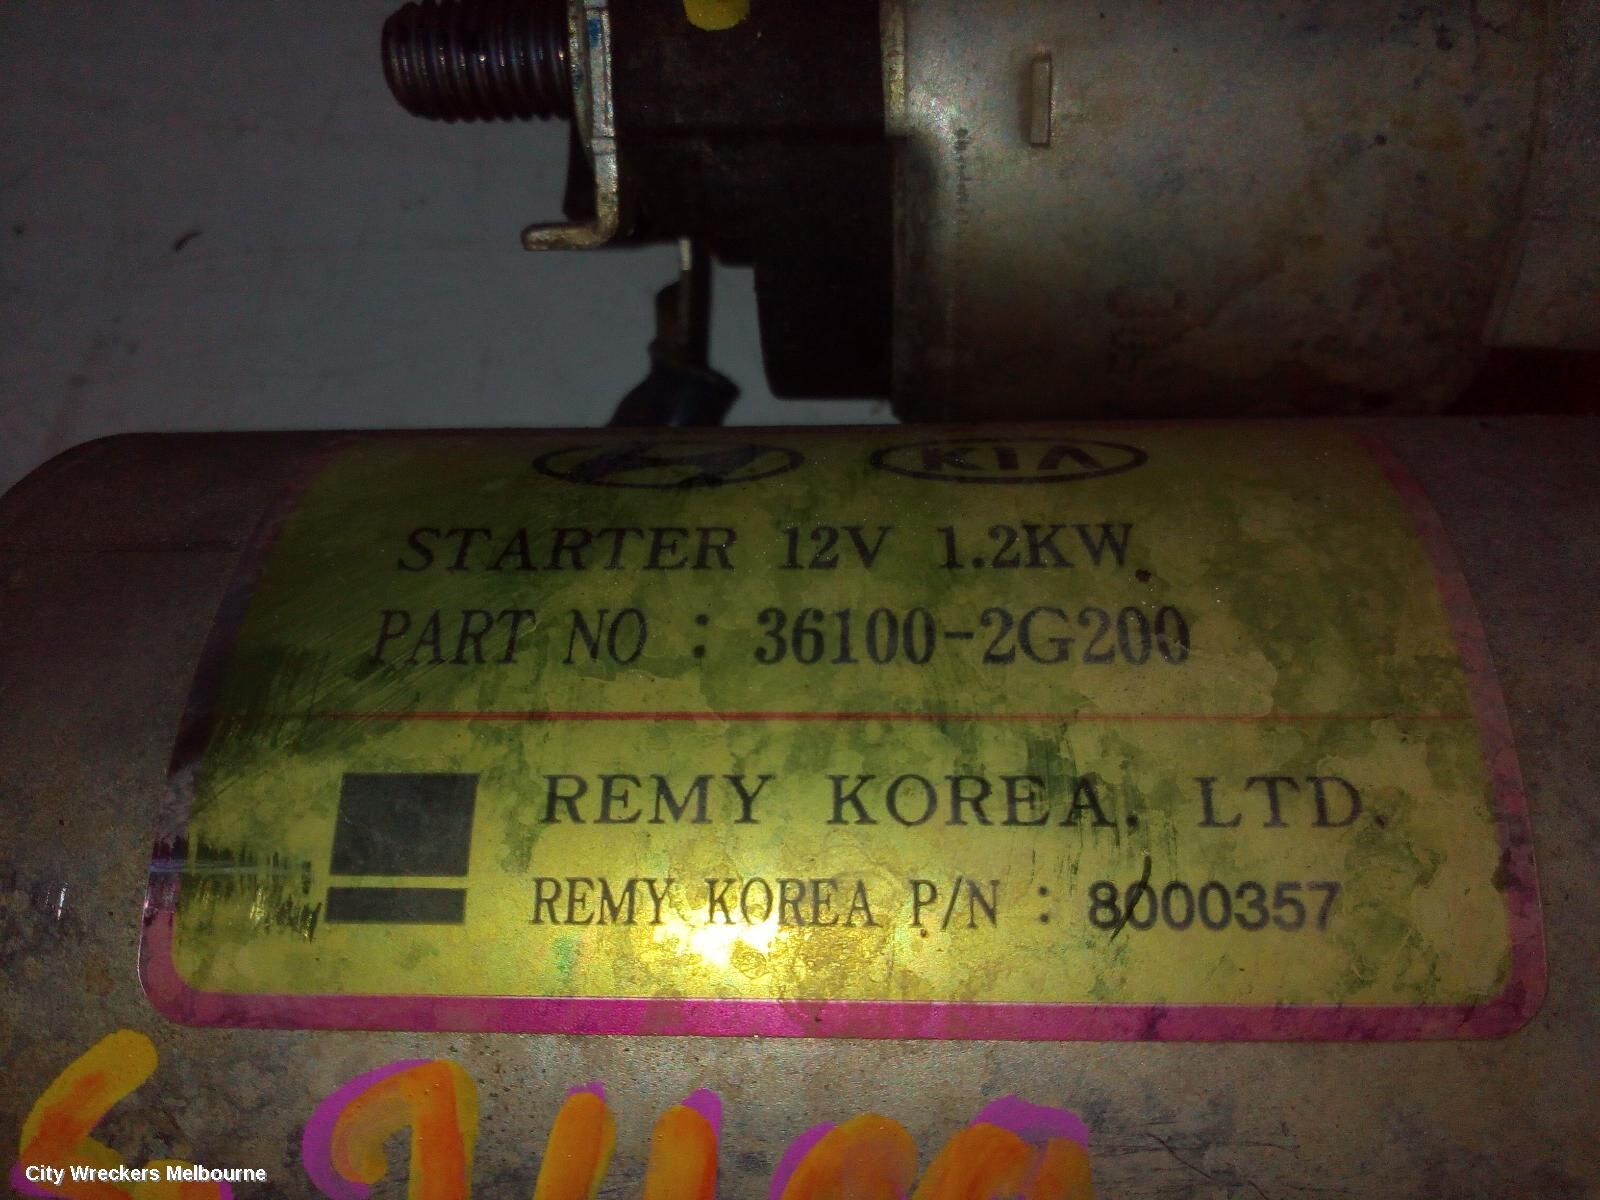 KIA
STARTER 12V 1.2KW
PART NO : 36100-2G200
REMY KOREA. LTD.
REMY KOREA P/N : 8000357
City Wreckers Melbourne